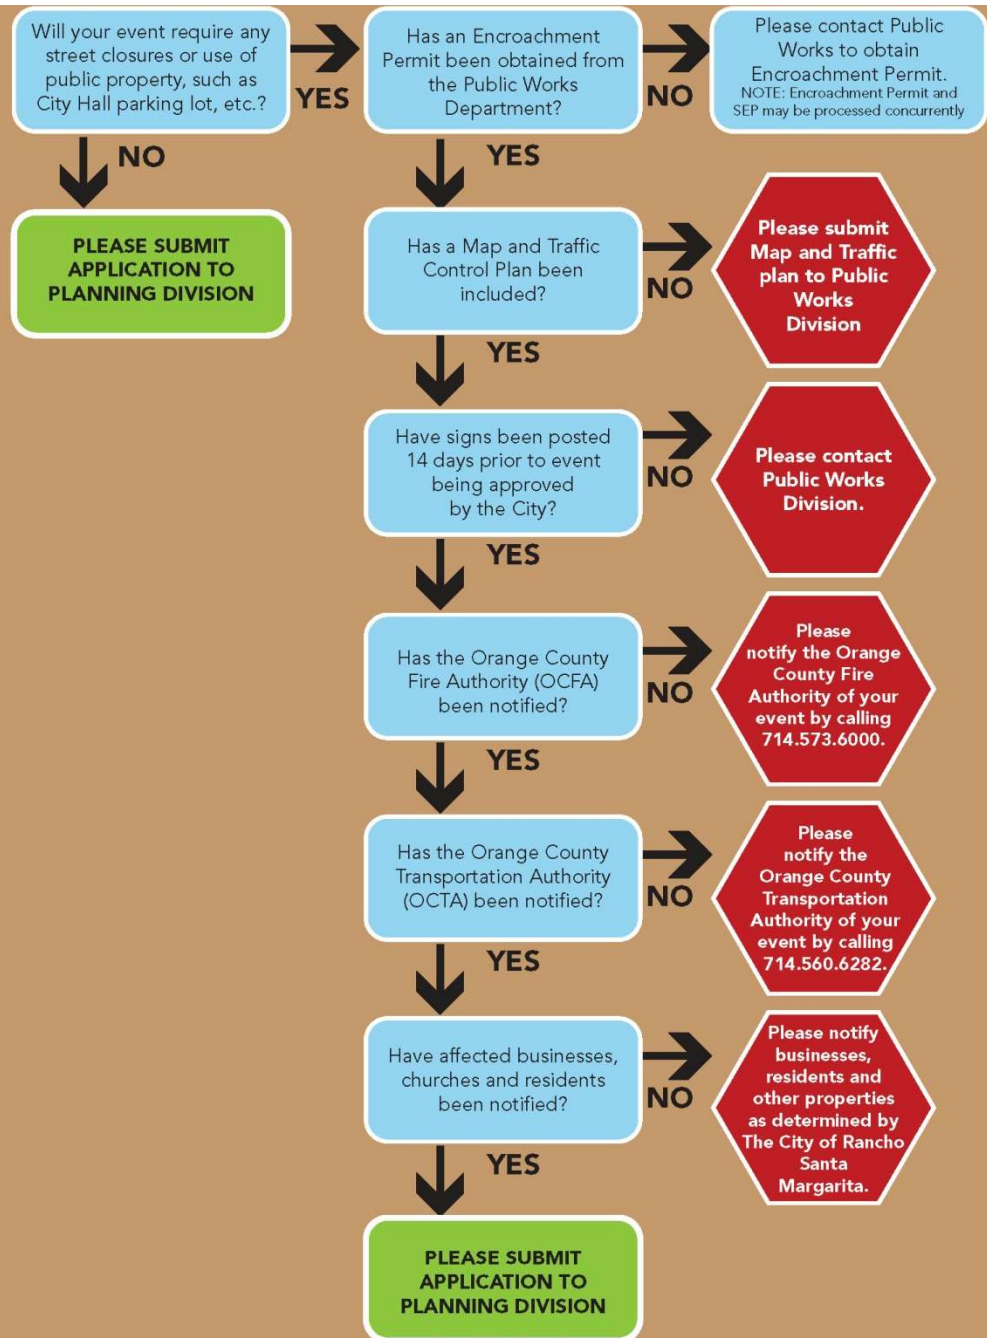 Will your event require any
street closures or use of
public property, such as
City Hall parking lot, etc.?
YES
Has an Encroachment
Permit been obtained from
the Public Works
Department?
NO
Please contact Public
Works to obtain
Encroachment Permit.
NOTE: Encroachment Permit and
SEP may be processed concurrently
NO
PLEASE SUBMIT
APPLICATION TO
PLANNING DIVISION
YES
Has a Map and Traffic
Control Plan been
included?
NO
Please submit
Map and Traffic
plan to Public
Works
Division
YES
Have signs been posted
14 days prior to event
being approved
by the City?
NO
Please contact
Public Works
Division.
YES
Has the Orange County
Fire Authority (OCFA)
been notified?
NO
Please
notify the Orange
County Fire
Authority of your
event by calling
714.573.6000.
YES
Has the Orange County
Transportation Authority
(OCTA) been notified?
NO
Please
notify the
Orange County
Transportation
Authority of your
event by calling
714.560.6282.
YES
Have affected businesses,
churches and residents
been notified?
NO
Please notify
businesses,
residents and
other properties
as determined by
The City of Rancho
Santa
Margarita.
YES
PLEASE SUBMIT
APPLICATION TO
PLANNING DIVISION